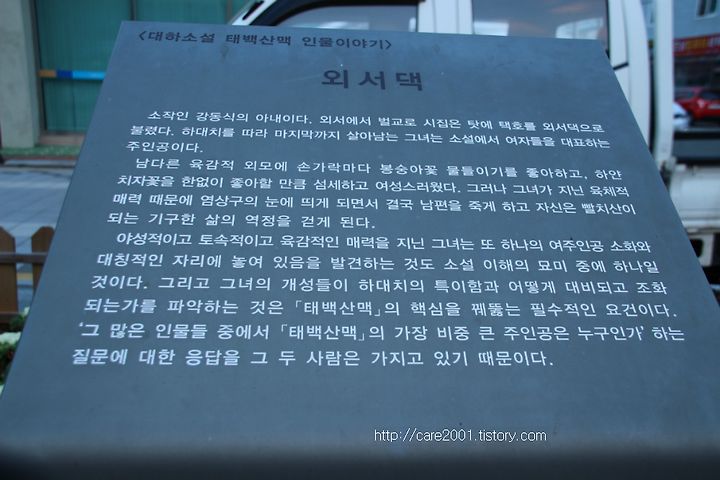 <대하소설 태백산맥 인물이야기>
외서댁
소작인 강동식의 아내이다. 외서에서 벌교로 시집온 탓에 택호를 외서댁으로
불렸다. 하대치를 따라 마지막까지 살아남는 그녀는 소설에서 여자들을 대표하는
주인공이다.
남다른 육감적 외모에 손가락마다 봉숭아꽃 물들이기를 좋아하고, 하얀
치자꽃을 한없이 좋아할 만큼 섬세하고 여성스러웠다. 그러나 그녀가 지닌 육체적
매력 때문에 염상구의 눈에 띄게 되면서 결국 남편을 죽게 하고 자신은 빨치산이
되는 기구한 삶의 역정을 걷게 된다.
야성적이고 토속적이고 육감적인 매력을 지닌 그녀는 또 하나의 여주인공 소화와
대칭적인 자리에 놓여 있음을 발견하는 것도 소설 이해의 묘미 중에 하나일
것이다. 그리고 그녀의 개성들이 하대치의 특이함과 어떻게 대비되고 조화
되는가를 파악하는 것은 「태백산맥」의 핵심을 꿰뚫는 필수적인 요건이다.
'그 많은 인물들 중에서 「태백산맥」의 가장 비중 큰 주인공은 누구인가' 하는
질문에 대한 응답을 그 두 사람은 가지고 있기 때문이다.
http://care2001.tistory.com